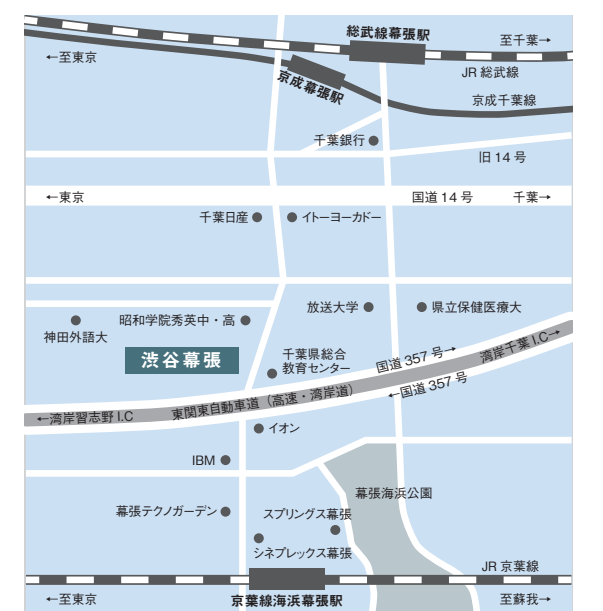 総武線幕張駅
至千葉→
←至東京
JR 総武線
京成幕張駅
京成千葉線
千葉銀行
旧 14 号
←東京
国道 14 号
千葉→
千葉日産
イトーヨーカドー
放送大学
県立保健医療大
昭和学院秀英中・高
神田外語大
渋谷幕張
千葉県総合
教育センター
国道 357 号→
湾岸千葉 I.C→
←国道 357 号
←湾岸習志野 I.C
東関東自動車道（高速・湾岸道）
イオン
IBM
幕張海浜公園
幕張テクノガーデン
スプリングス幕張
シネプレックス幕張
JR 京葉線
←至東京
京葉線海浜幕張駅
至蘇我→